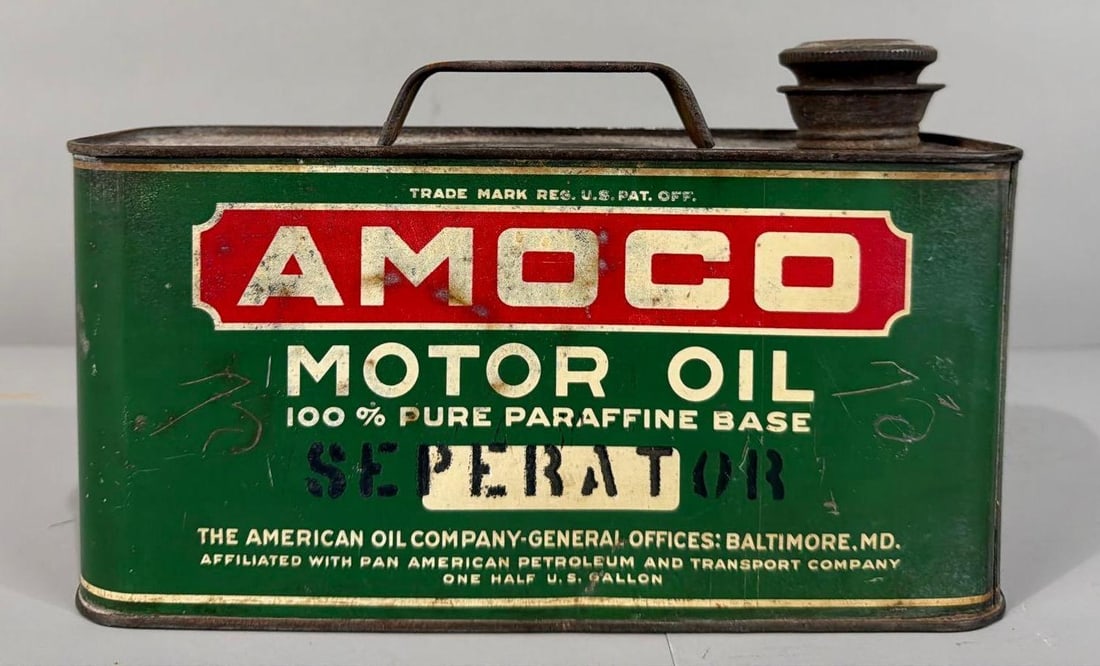 TRADE MARK REG. U.S. PAT. OFF.
AMOCO
MOTOR OIL
100 % PURE PARAFFINE BASE
SEPERATOR
THE AMERICAN OIL COMPANY-GENERAL OFFICES: BALTIMORE, MD.
AFFILIATED WITH PAN AMERICAN PETROLEUM AND TRANSPORT COMPANY
ONE HALF U.S. GALLON